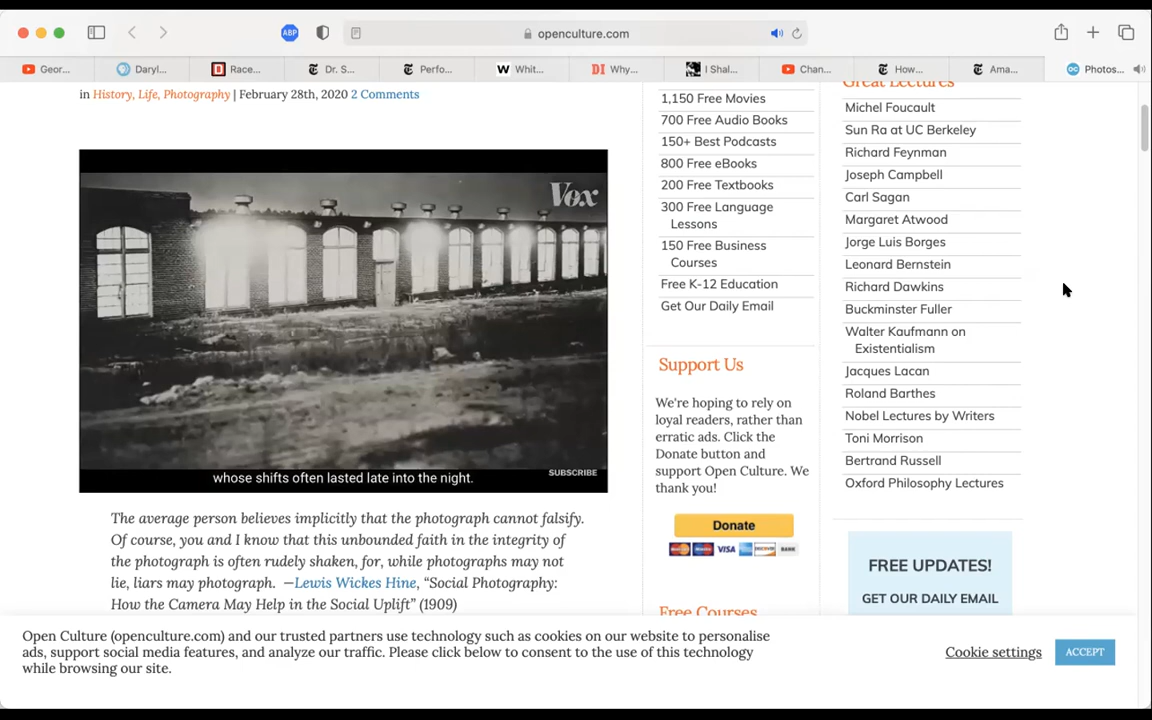 ABP
openculture.com
Geor...
Daryl...
Race...
Dr. S...
Perfo...
W Whit...
DI Why...
I Shal...
Chan...
How...
Ama...
OC Photos...
in History, Life, Photography | February 28th, 2020 2 Comments
Vox
whose shifts often lasted late into the night.
SUBSCRIBE
The average person believes implicitly that the photograph cannot falsify.
Of course, you and I know that this unbounded faith in the integrity of
the photograph is often rudely shaken, for, while photographs may not
lie, liars may photograph. —Lewis Wickes Hine, “Social Photography:
How the Camera May Help in the Social Uplift” (1909)
1,150 Free Movies
700 Free Audio Books
150+ Best Podcasts
800 Free eBooks
200 Free Textbooks
300 Free Language
Lessons
150 Free Business
Courses
Free K-12 Education
Get Our Daily Email
Support Us
We're hoping to rely on
loyal readers, rather than
erratic ads. Click the
Donate button and
support Open Culture. We
thank you!
Donate
VISA
DISCOVER
BANK
Free Courses
Great Lectures
Michel Foucault
Sun Ra at UC Berkeley
Richard Feynman
Joseph Campbell
Carl Sagan
Margaret Atwood
Jorge Luis Borges
Leonard Bernstein
Richard Dawkins
Buckminster Fuller
Walter Kaufmann on
Existentialism
Jacques Lacan
Roland Barthes
Nobel Lectures by Writers
Toni Morrison
Bertrand Russell
Oxford Philosophy Lectures
FREE UPDATES!
GET OUR DAILY EMAIL
Open Culture (openculture.com) and our trusted partners use technology such as cookies on our website to personalise
ads, support social media features, and analyze our traffic. Please click below to consent to the use of this technology
while browsing our site.
Cookie settings
ACCEPT